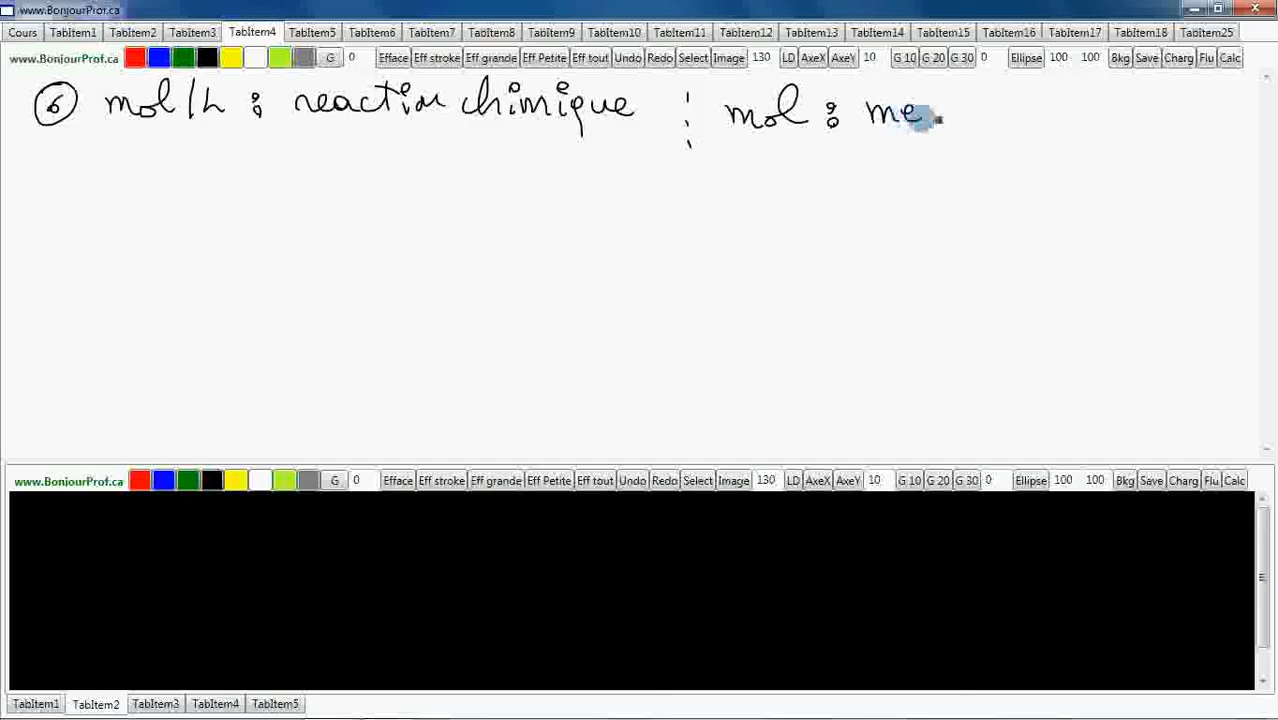 www.BonjourProf.ca
Cours TabItem1 TabItem2 TabItem3 TabItem4 TabItem5 TabItem6 TabItem7 TabItem8 TabItem9 TabItem10 TabItem11 TabItem12 TabItem13 TabItem14 TabItem15 TabItem16 TabItem17 TabItem18 TabItem25
www.BonjourProf.ca G 0 Efface Eff stroke Eff grande Eff Petite Eff tout Undo Redo Select Image 130 LD AxeX AxeY 10 G 10 G 20 G 30 0 Ellipse 100 100 Bkg Save Charg Flu Calc
6 mol/L : reaction chimique mol : me
www.BonjourProf.ca G 0 Efface Eff stroke Eff grande Eff Petite Eff tout Undo Redo Select Image 130 LD AxeX AxeY 10 G 10 G 20 G 30 0 Ellipse 100 100 Bkg Save Charg Flu Calc
TabItem1 TabItem2 TabItem3 TabItem4 TabItem5